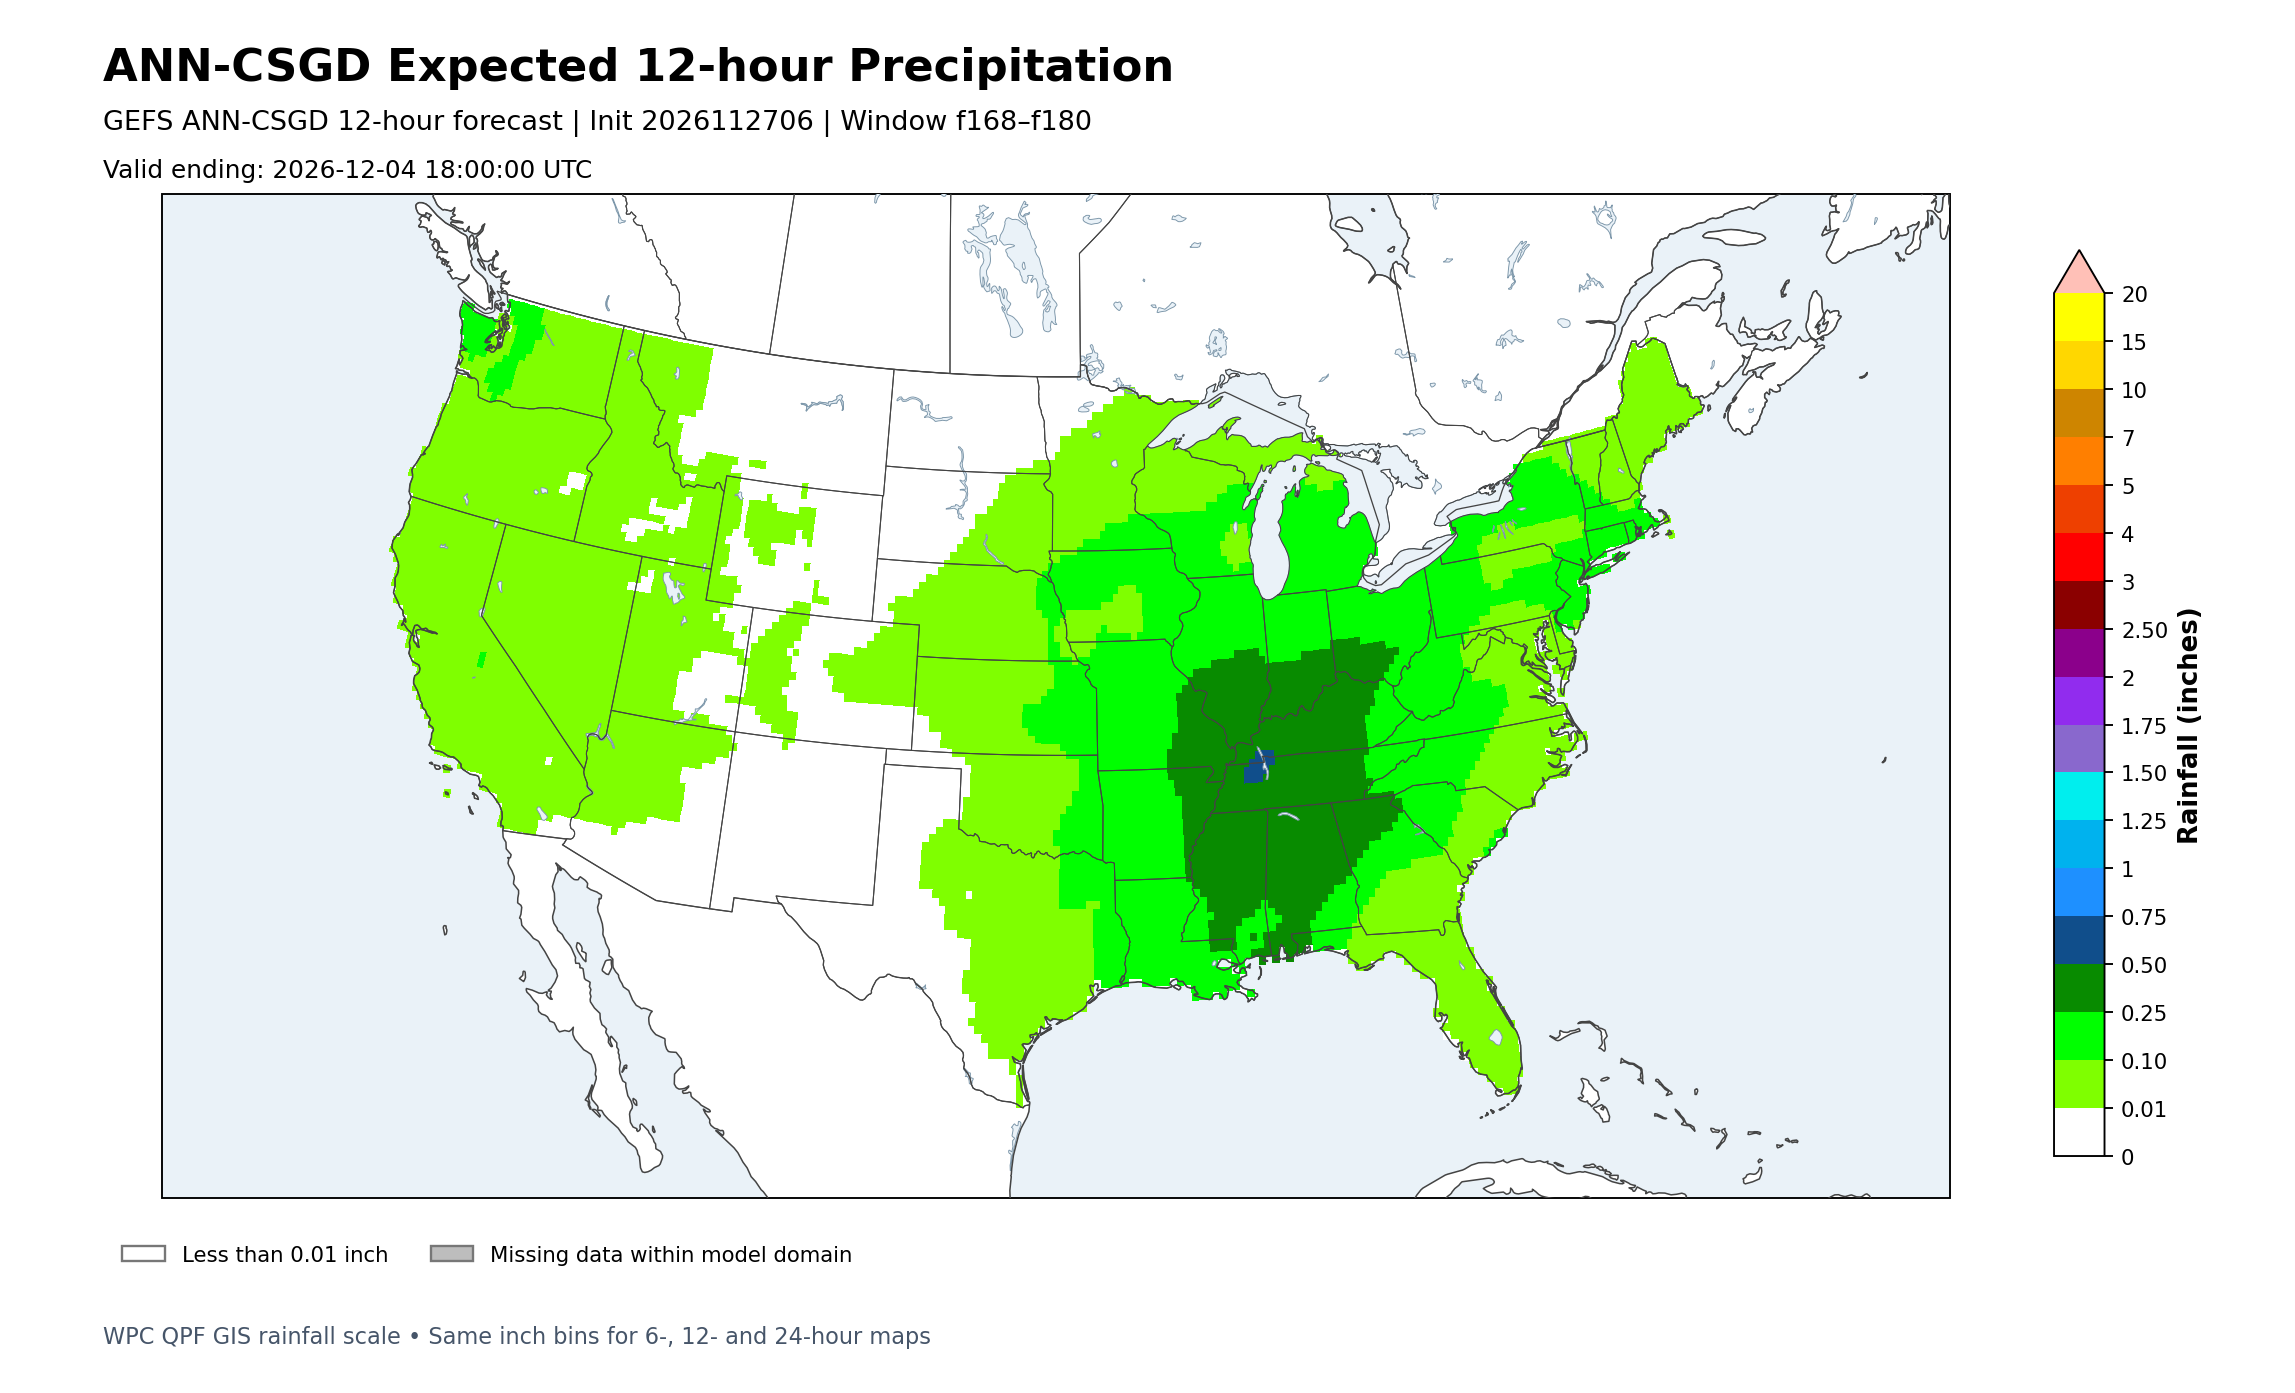 ANN-CSGD Expected 12-hour Precipitation
GEFS ANN-CSGD 12-hour forecast | Init 2026112706 | Window f168–f180
Valid ending: 2026-12-04 18:00:00 UTC
20
15
10
7
5
4
3
2.50
2
1.75
1.50
1.25
1
0.75
0.50
0.25
0.10
0.01
0
Rainfall (inches)
Less than 0.01 inch
Missing data within model domain
WPC QPF GIS rainfall scale • Same inch bins for 6-, 12- and 24-hour maps